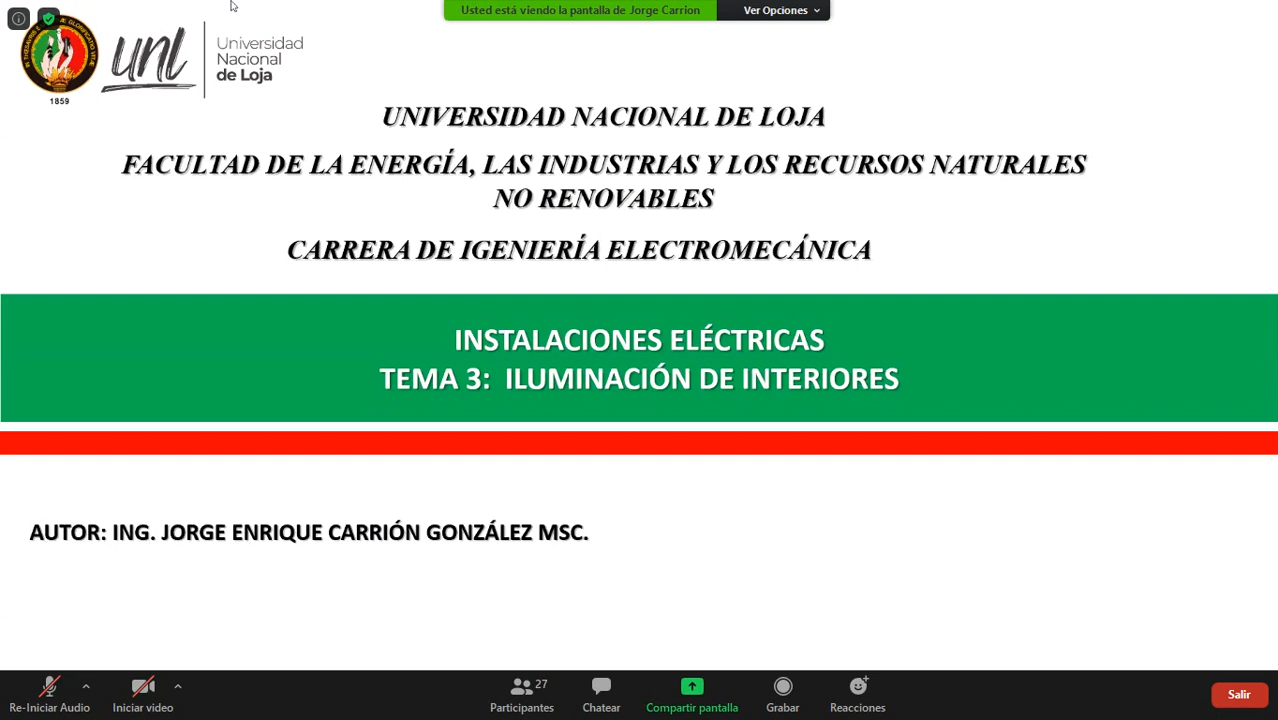 Usted está viendo la pantalla de Jorge Carrion
Ver Opciones
1859
unl
Universidad
Nacional
de Loja
UNIVERSIDAD NACIONAL DE LOJA
FACULTAD DE LA ENERGÍA, LAS INDUSTRIAS Y LOS RECURSOS NATURALES
NO RENOVABLES
CARRERA DE IGENIERÍA ELECTROMECÁNICA
INSTALACIONES ELÉCTRICAS
TEMA 3: ILUMINACIÓN DE INTERIORES
AUTOR: ING. JORGE ENRIQUE CARRIÓN GONZÁLEZ MSC.
Re-Iniciar Audio
Iniciar video
27
Participantes
Chatear
Compartir pantalla
Grabar
Reacciones
Salir